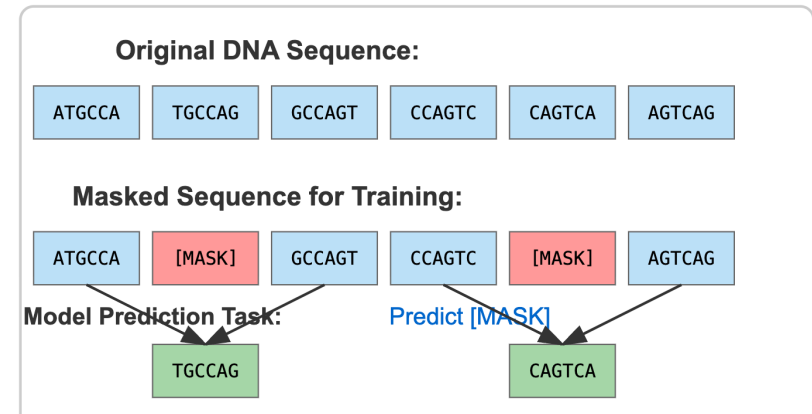 Original DNA Sequence:
ATGCCA TGCCAG GCCAGT CCAGTC CAGTCA AGTCAG
Masked Sequence for Training:
ATGCCA [MASK] GCCAGT CCAGTC [MASK] AGTCAG
Model Prediction Task: Predict [MASK]
TGCCAG CAGTCA